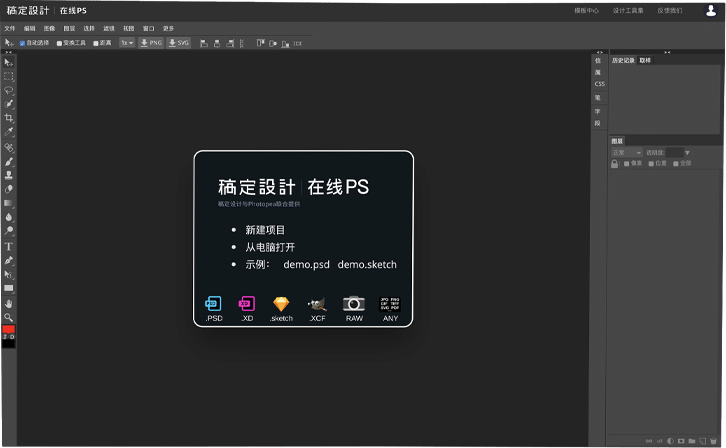 稿定設計 在线PS
模板中心 设计工具集 反馈我们
文件 编辑 图像 图层 选择 滤镜 视图 窗口 更多
自动选择 变换工具 距离 1x PNG SVG
信
属
CSS
笔
字
段
历史记录 取样
图层
正常 透明度:
像素 位置 全部
稿定設計 在线PS
稿定设计与Photopea联合提供
新建项目
从电脑打开
示例: demo.psd demo.sketch
JPG PNG
GIF TIFF
SVG PDF
.PSD .XD .sketch .XCF RAW ANY